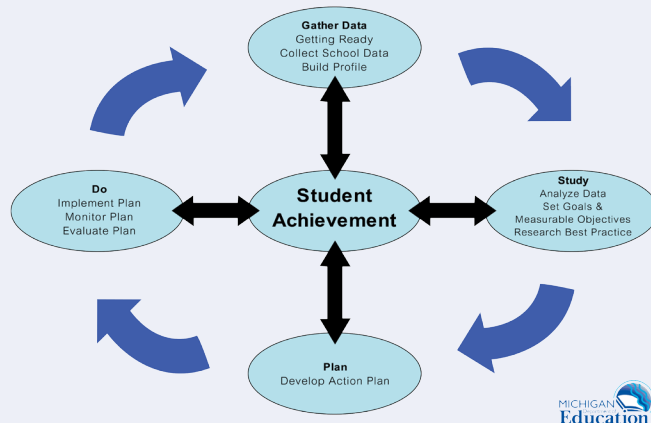 Gather Data
Getting Ready
Collect School Data
Build Profile
Do
Implement Plan
Monitor Plan
Evaluate Plan
Student
Achievement
Study
Analyze Data
Set Goals &
Measurable Objectives
Research Best Practice
Plan
Develop Action Plan
MICHIGAN
Education